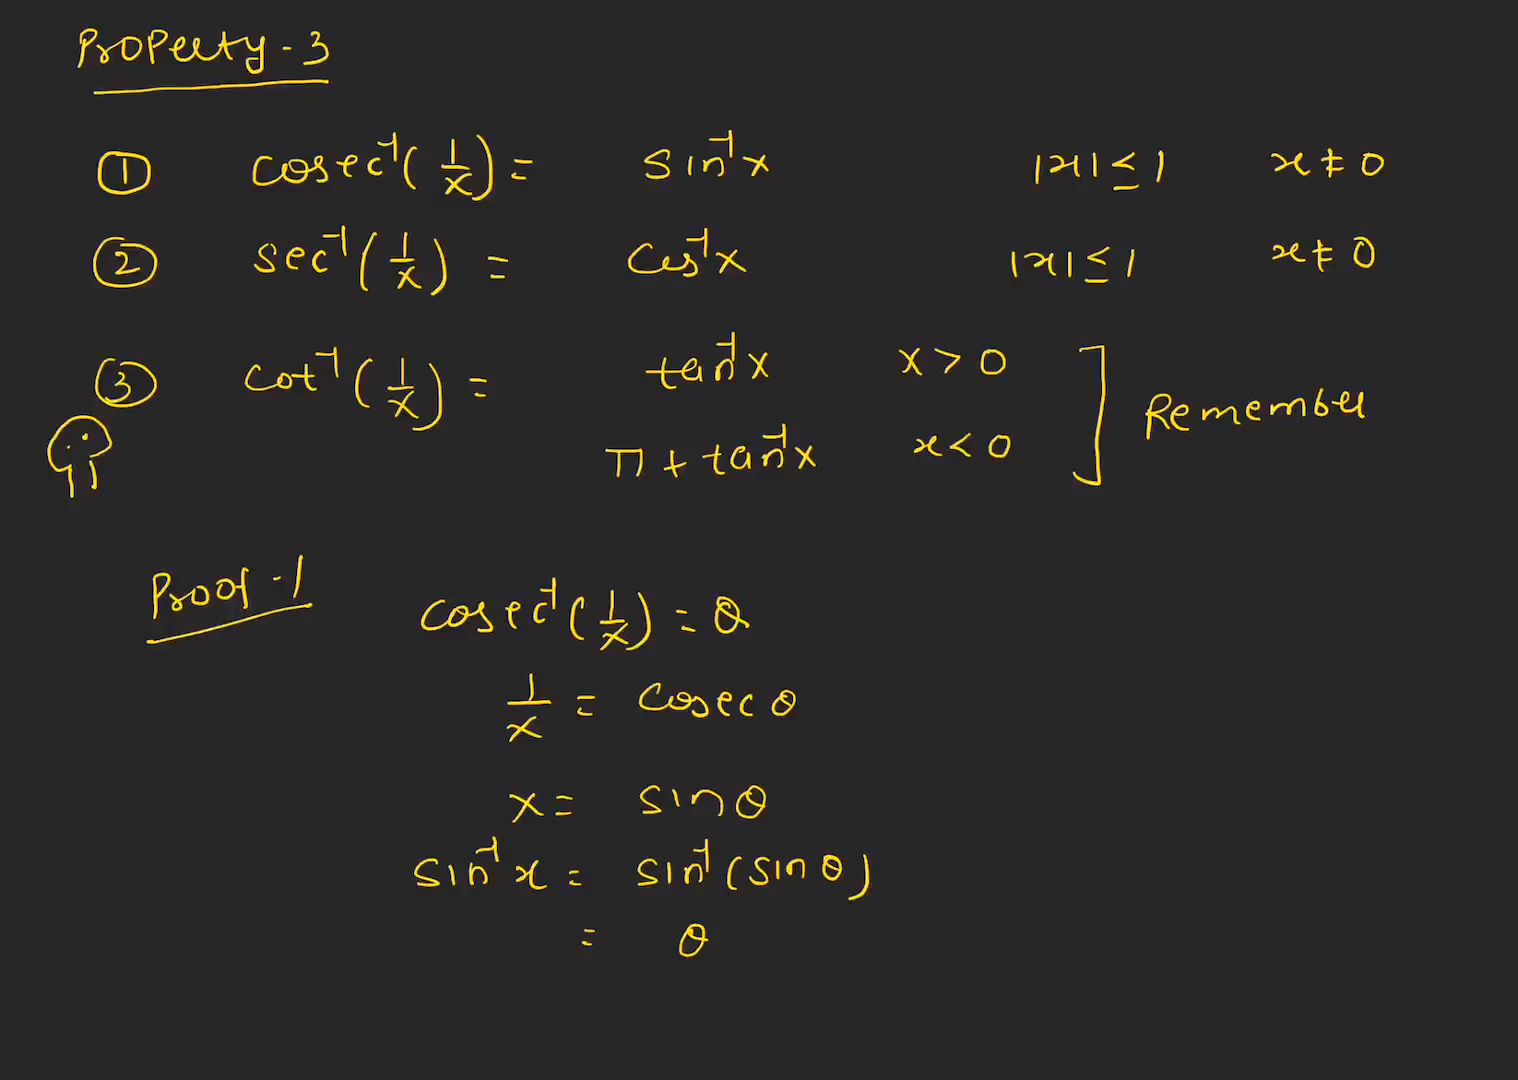 Property-3
① cosec⁻¹(1/x) = sin⁻¹x |x| ≤ 1 x ≠ 0
② sec⁻¹(1/x) = cos⁻¹x |x| ≤ 1 x ≠ 0
③ cot⁻¹(1/x) = tan⁻¹x x > 0
π + tan⁻¹x x < 0 ] Remember
Proof-1 cosec⁻¹(1/x) = θ
1/x = cosec θ
x = sin θ
sin⁻¹x = sin⁻¹(sin θ)
= θ